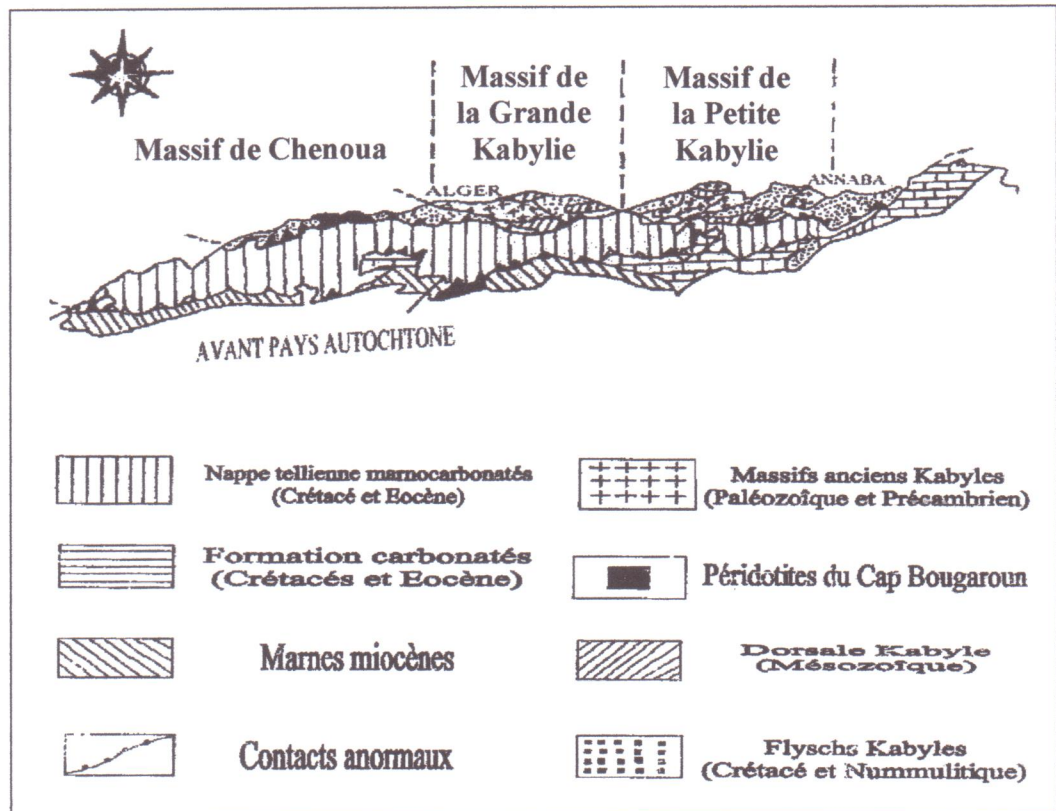 Massif de Chenoua
Massif de
la Grande
Kabylie
Massif de
la Petite
Kabylie
ALGER
ANNABA
AVANT PAYS AUTOCHTONE
Nappe tellienne marnocarbonatés
(Crétacé et Eocène)
Massifs anciens Kabyles
(Paléozoïque et Précambrien)
Formation carbonatés
(Crétacés et Eocène)
Péridotites du Cap Bougaroun
Marnes miocènes
Dorsale Kabyle
(Mésozoïque)
Contacts anormaux
Flyschs Kabyles
(Crétacé et Nummulitique)